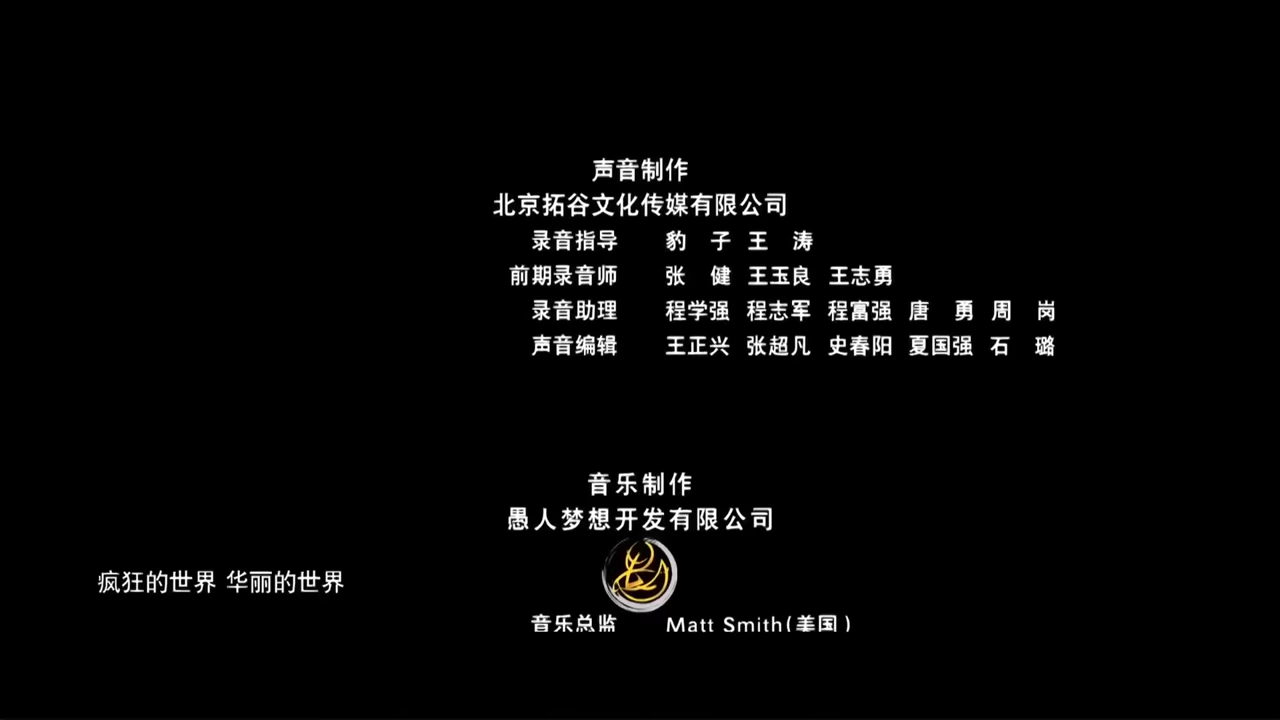 声音制作
北京拓谷文化传媒有限公司
录音指导 豹 子 王 涛
前期录音师 张 健 王玉良 王志勇
录音助理 程学强 程志军 程富强 唐 勇 周 岗
声音编辑 王正兴 张超凡 史春阳 夏国强 石 璐
音乐制作
愚人梦想开发有限公司
疯狂的世界 华丽的世界
音乐总监 Matt Smith(美国)